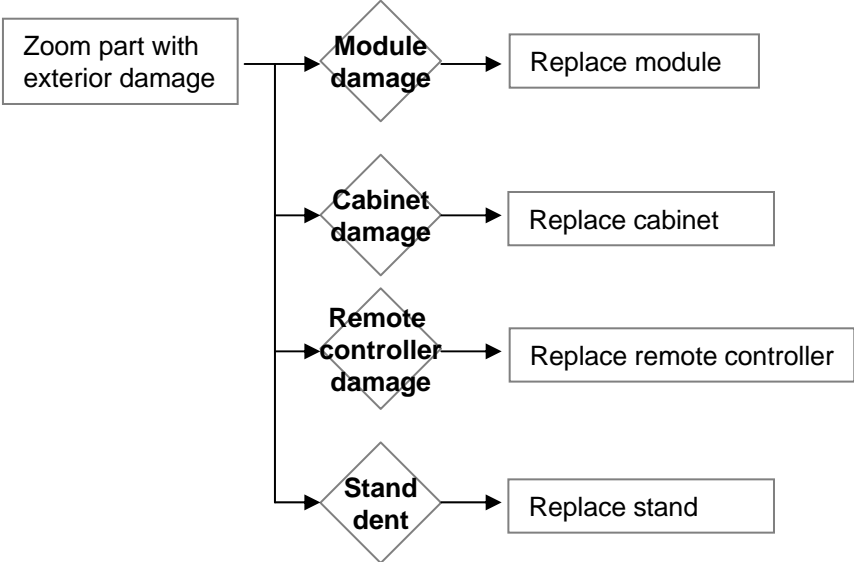 Zoom part with
exterior damage
Module
damage
Replace module
Cabinet
damage
Replace cabinet
Remote
controller
damage
Replace remote controller
Stand
dent
Replace stand